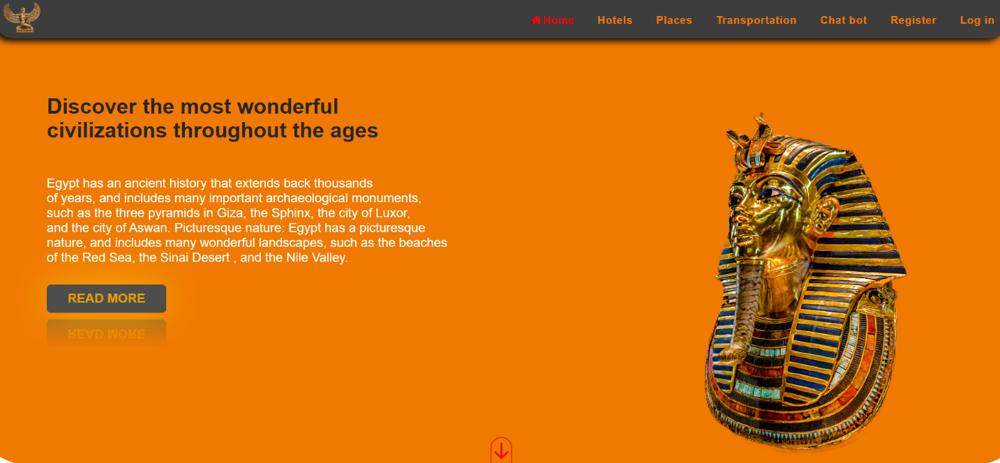 Home Hotels Places Transportation Chat bot Register Log in
Discover the most wonderful
civilizations throughout the ages
Egypt has an ancient history that extends back thousands
of years, and includes many important archaeological monuments,
such as the three pyramids in Giza, the Sphinx, the city of Luxor,
and the city of Aswan. Picturesque nature: Egypt has a picturesque
nature, and includes many wonderful landscapes, such as the beaches
of the Red Sea, the Sinai Desert , and the Nile Valley.
READ MORE
READ MORE